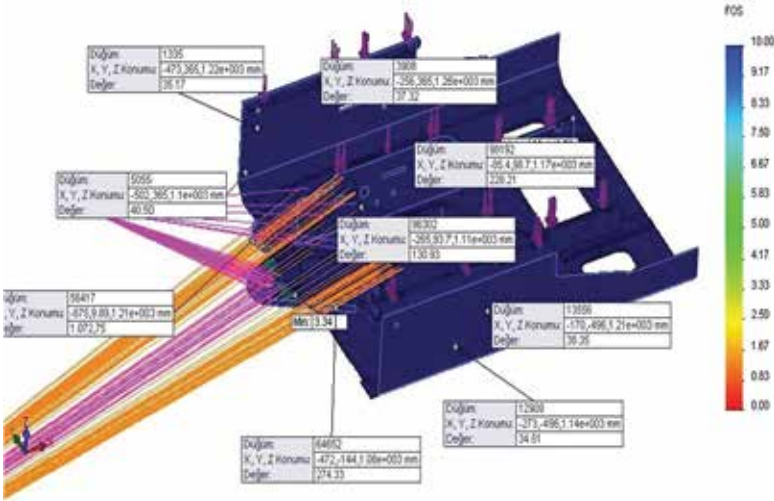 FOS
10.00
9.17
8.33
7.50
6.67
5.83
5.00
4.17
3.33
2.50
1.67
0.83
0.00
Düğüm: 1335
X, Y, Z Konumu: -473,365,1.22e+003 mm
Değer: 35.17
Düğüm: 3908
X, Y, Z Konumu: -256,365,1.26e+003 mm
Değer: 37.32
Düğüm:
X, Y, Z Konumu: -85.4,98.7,1.17e+003 mm
Değer: 228.21
Düğüm: 5055
X, Y, Z Konumu: -502,365,1.1e+003 mm
Değer: 40.50
Düğüm: 96302
X, Y, Z Konumu: -265,93.7,1.11e+003 mm
Değer: 130.93
Düğüm: 56417
X, Y, Z Konumu: -675,9.89,1.21e+003 mm
Değer: 1.072,75
Min: 3.34
Düğüm: 13556
X, Y, Z Konumu: -170,-496,1.21e+003 mm
Değer: 38.35
Düğüm: 12908
X, Y, Z Konumu: -273,-496,1.14e+003 mm
Değer: 34.61
Düğüm: 64652
X, Y, Z Konumu: -472,-144,1.06e+003 mm
Değer: 274.33